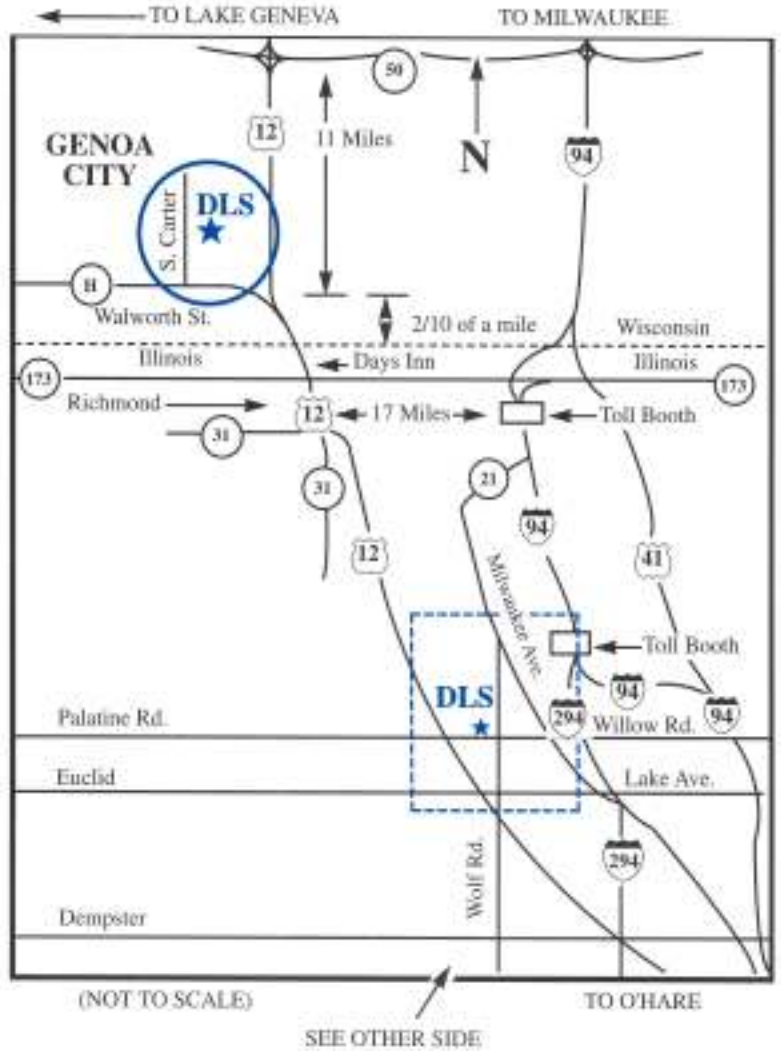 TO LAKE GENEVA
TO MILWAUKEE
50
12
11 Miles
N
94
GENOA
CITY
S. Carter
DLS
H
Walworth St.
2/10 of a mile
Wisconsin
Illinois
Days Inn
Illinois
173
173
Richmond
12
17 Miles
Toll Booth
31
31
21
94
12
41
Milwaukee Ave.
Toll Booth
94
DLS
294
94
Palatine Rd.
Willow Rd.
Euclid
Lake Ave.
294
Wolf Rd.
Dempster
(NOT TO SCALE)
TO O'HARE
SEE OTHER SIDE